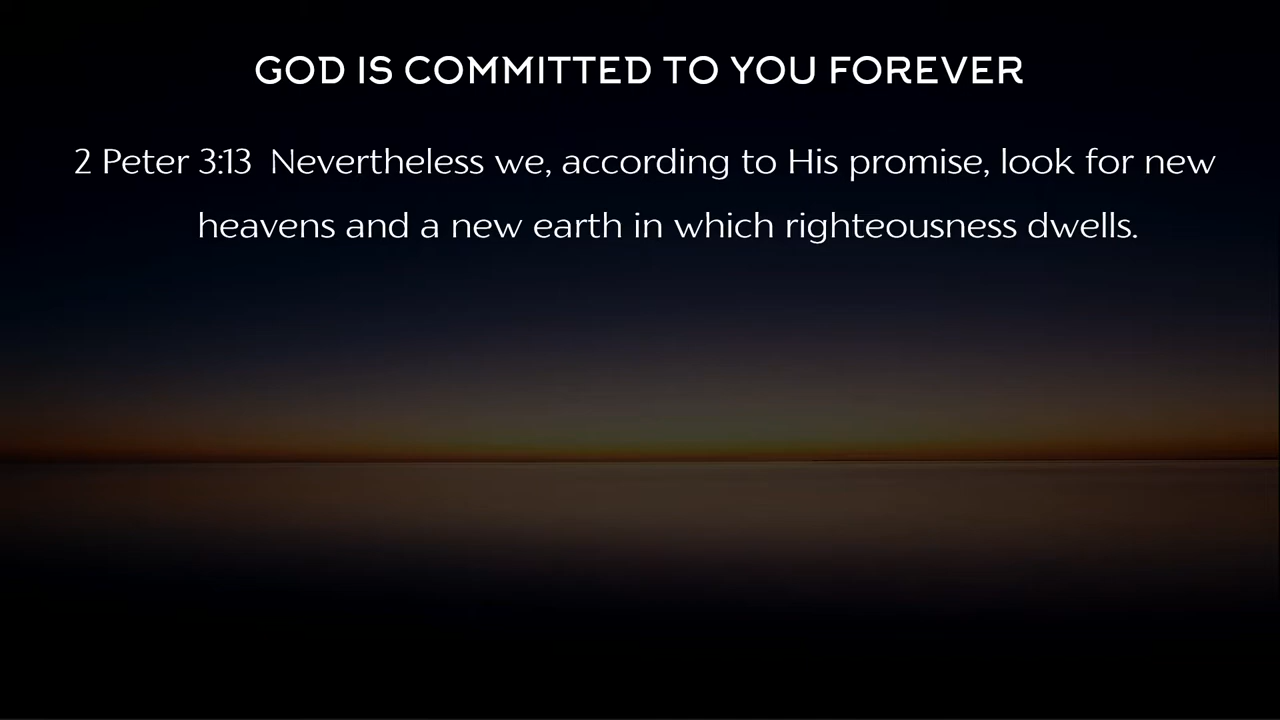 GOD IS COMMITTED TO YOU FOREVER
2 Peter 3:13  Nevertheless we, according to His promise, look for new
heavens and a new earth in which righteousness dwells.